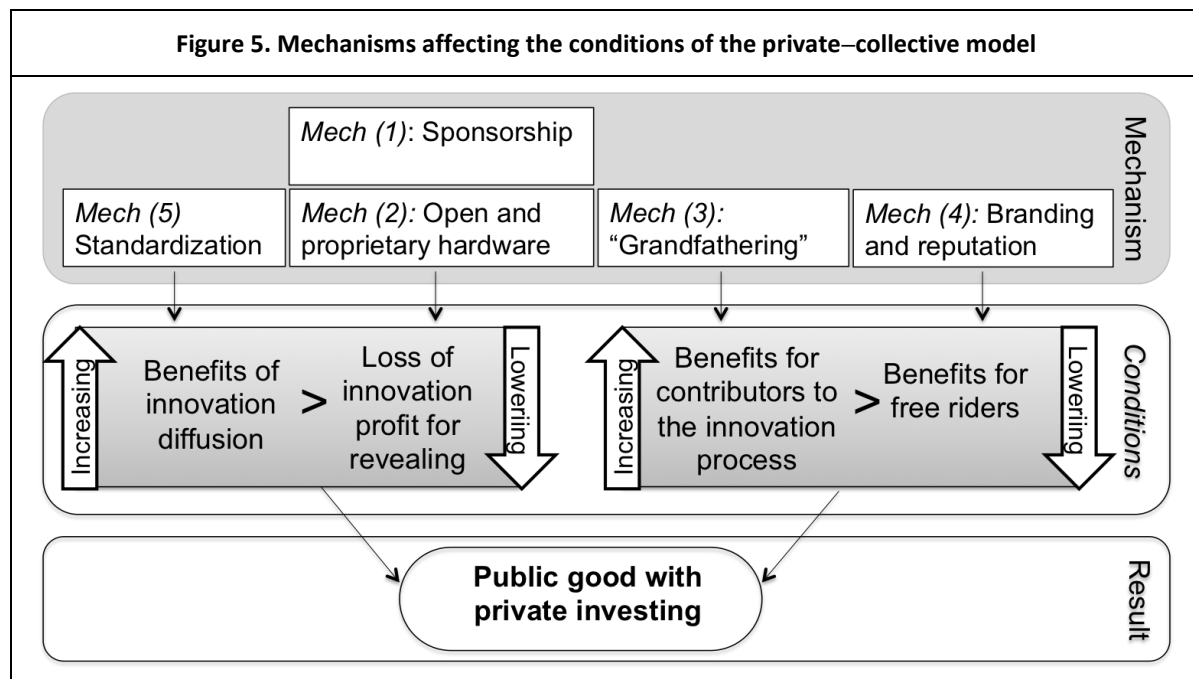 Figure 5. Mechanisms affecting the conditions of the private–collective model
Mech (1): Sponsorship
Mech (5)
Standardization
Mech (2): Open and
proprietary hardware
Mech (3):
“Grandfathering”
Mech (4): Branding
and reputation
Mechanism
Increasing
Benefits of
innovation
diffusion
>
Loss of
innovation
profit for
revealing
Loweriing
Increasing
Benefits for
contributors to
the innovation
process
>
Benefits for
free riders
Loweriing
Conditions
Public good with
private investing
Result